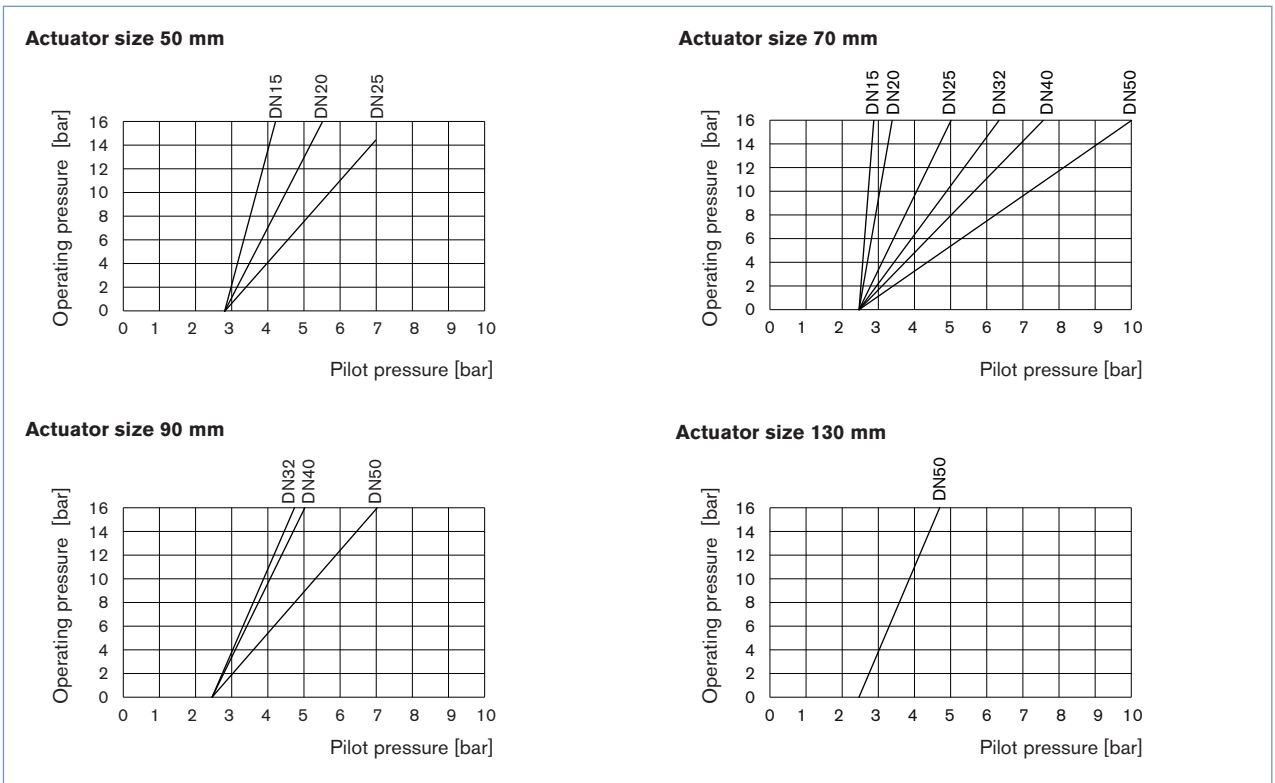 Actuator size 50 mm
DN15 DN20 DN25
Operating pressure [bar]
16
14
12
10
8
6
4
2
0
0 1 2 3 4 5 6 7 8 9 10
Pilot pressure [bar]
Actuator size 70 mm
DN15 DN20 DN25 DN32 DN40 DN50
Operating pressure [bar]
16
14
12
10
8
6
4
2
0
0 1 2 3 4 5 6 7 8 9 10
Pilot pressure [bar]
Actuator size 90 mm
DN32 DN40 DN50
Operating pressure [bar]
16
14
12
10
8
6
4
2
0
0 1 2 3 4 5 6 7 8 9 10
Pilot pressure [bar]
Actuator size 130 mm
DN50
Operating pressure [bar]
16
14
12
10
8
6
4
2
0
0 1 2 3 4 5 6 7 8 9 10
Pilot pressure [bar]